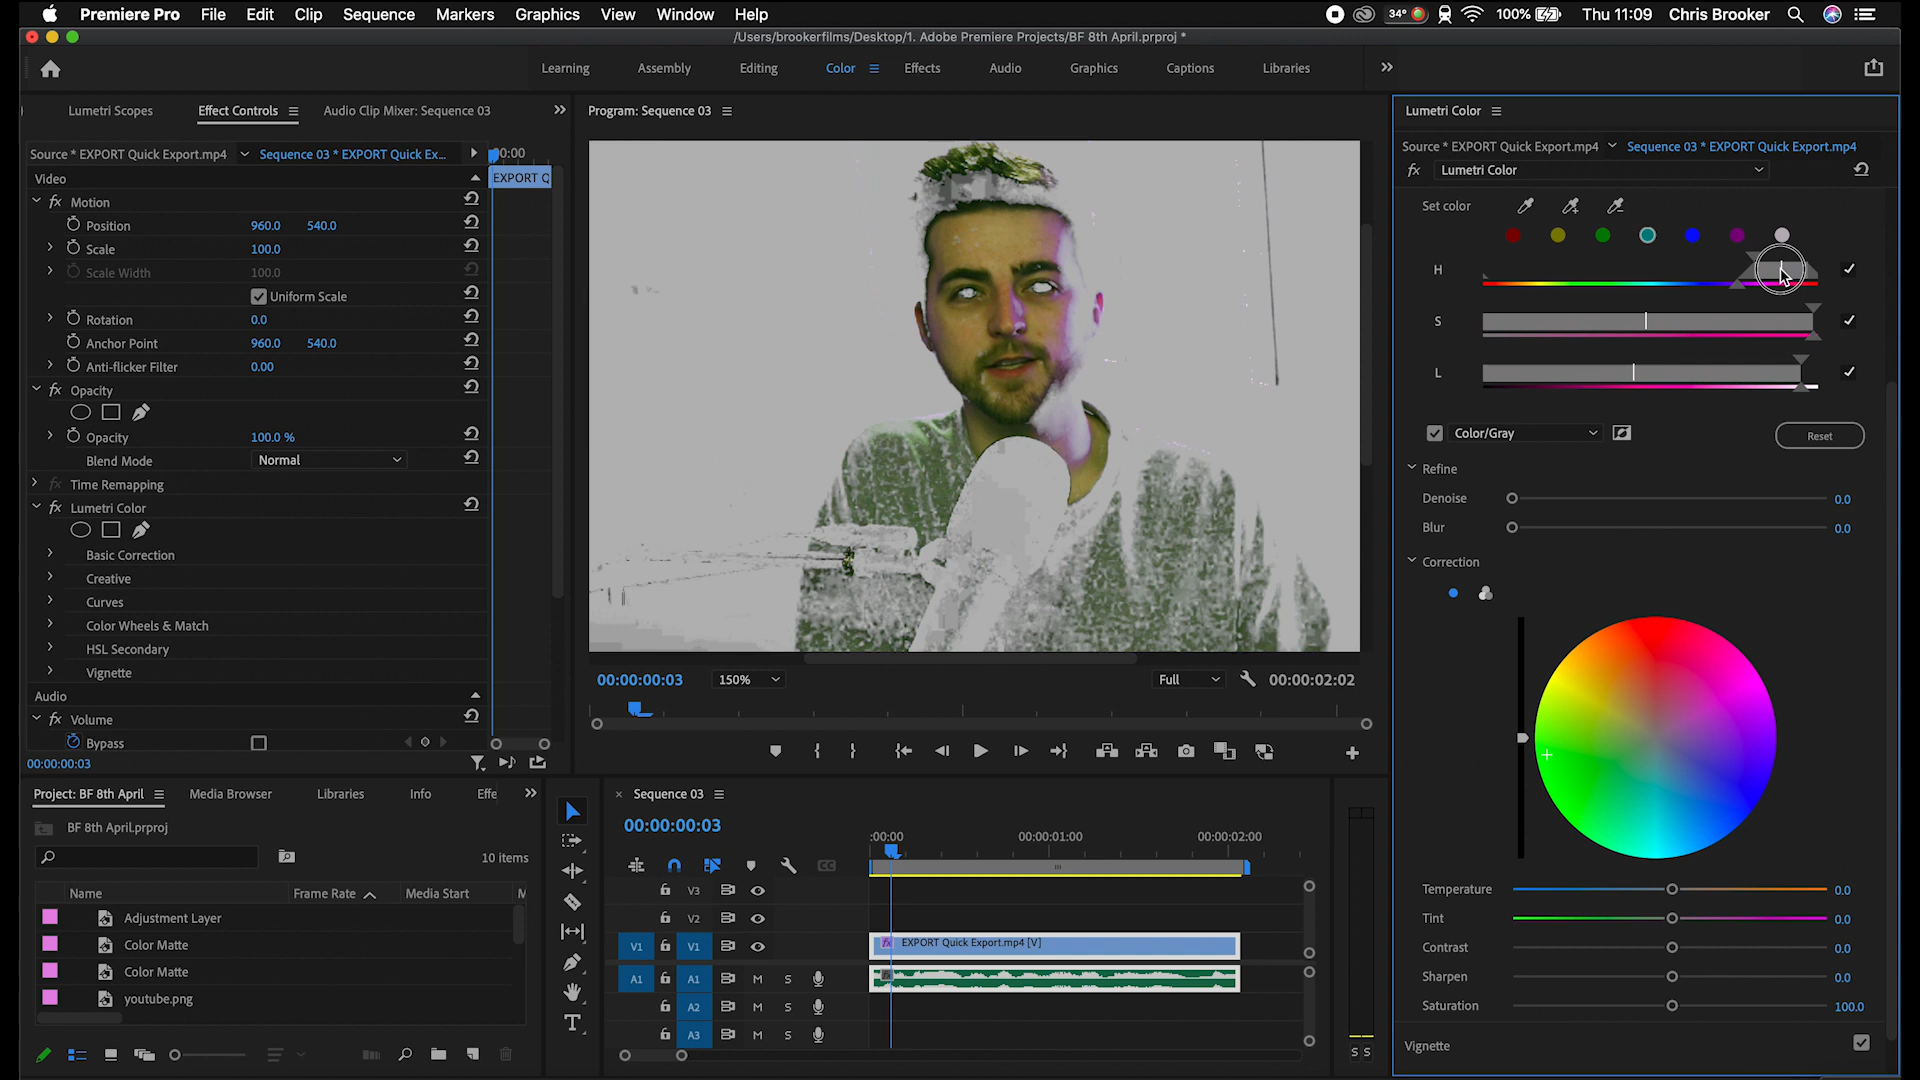 Premiere Pro File Edit Clip Sequence Markers Graphics View Window Help 34° 100% Thu 11:09 Chris Brooker
/Users/brookerfilms/Desktop/1. Adobe Premiere Projects/BF 8th April.prproj *
Learning Assembly Editing Color Effects Audio Graphics Captions Libraries
Lumetri Scopes Effect Controls Audio Clip Mixer: Sequence 03
Source * EXPORT Quick Export.mp4 Sequence 03 * EXPORT Quick Ex...
:00:00
EXPORT Q
Video
fx Motion
Position 960.0 540.0
Scale 100.0
Scale Width 100.0
Uniform Scale
Rotation 0.0
Anchor Point 960.0 540.0
Anti-flicker Filter 0.00
fx Opacity
Opacity 100.0 %
Blend Mode Normal
fx Time Remapping
fx Lumetri Color
Basic Correction
Creative
Curves
Color Wheels & Match
HSL Secondary
Vignette
Audio
fx Volume
Bypass
00:00:00:03
Program: Sequence 03
00:00:00:03 150% Full 00:00:02:02
Lumetri Color
Source * EXPORT Quick Export.mp4 Sequence 03 * EXPORT Quick Export.mp4
fx Lumetri Color
Set color
H
S
L
Color/Gray Reset
Refine
Denoise 0.0
Blur 0.0
Correction
Temperature 0.0
Tint 0.0
Contrast 0.0
Sharpen 0.0
Saturation 100.0
Vignette
Project: BF 8th April Media Browser Libraries Info Effe
BF 8th April.prproj
10 items
Name Frame Rate Media Start M
Adjustment Layer
Color Matte
Color Matte
youtube.png
× Sequence 03
00:00:00:03
:00:00 00:00:01:00 00:00:02:00
V3
V2
V1 V1 fx EXPORT Quick Export.mp4 [V]
A1 A1 M S fx
A2 M S
A3 M S
S S